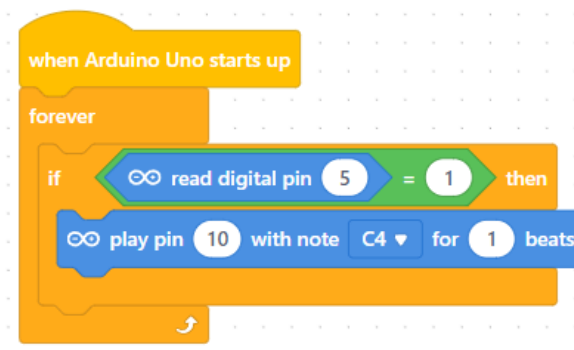 when Arduino Uno starts up
forever
if read digital pin 5 = 1 then
play pin 10 with note C4 for 1 beats